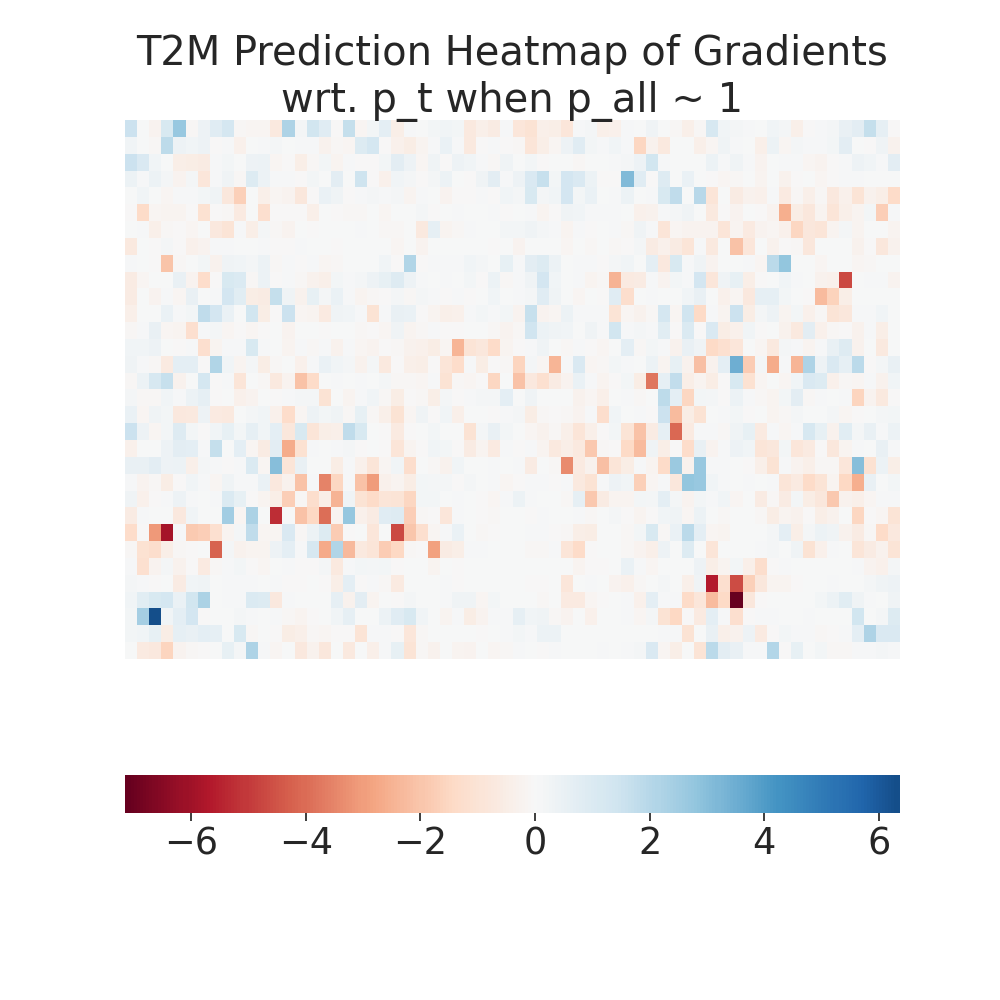 T2M Prediction Heatmap of Gradients
wrt. p_t when p_all ~ 1
−6 −4 −2 0 2 4 6